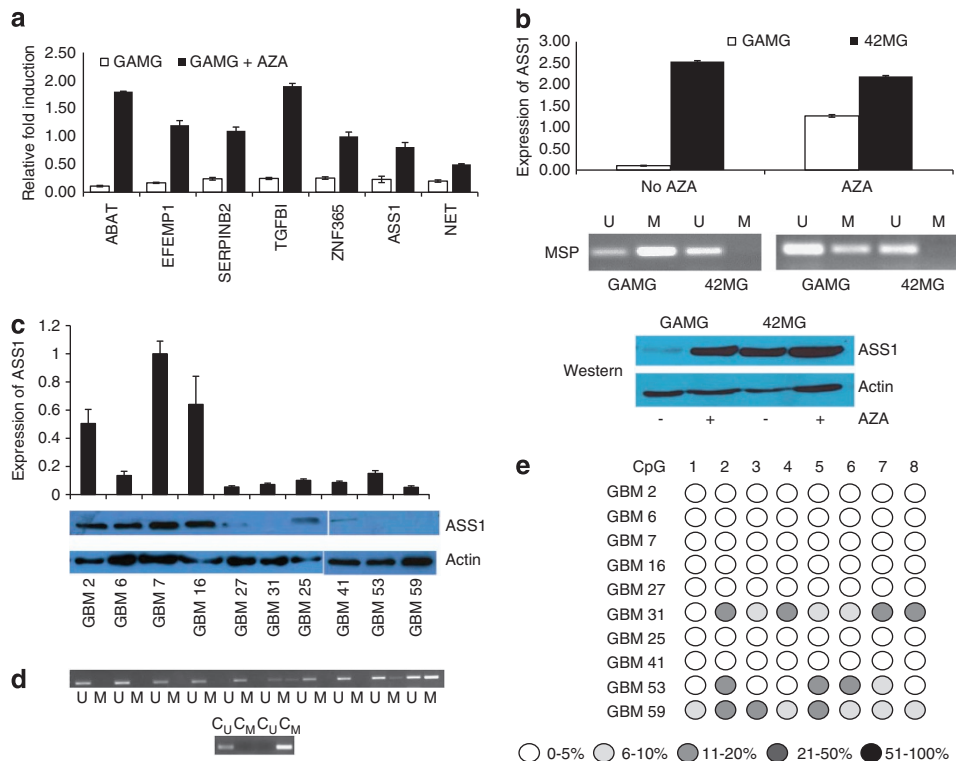 a
GAMG GAMG + AZA
Relative fold induction
2.50
2.00
1.50
1.00
0.50
0.00
ABAT EFEMP1 SERPINB2 TGFBI ZNF365 ASS1 NET
b
GAMG 42MG
Expression of ASS1
3.00
2.50
2.00
1.50
1.00
0.50
0.00
No AZA AZA
U M U M U M U M
MSP
GAMG 42MG GAMG 42MG
GAMG 42MG
Western
ASS1
Actin
- + - + AZA
c
Expression of ASS1
1.2
1
0.8
0.6
0.4
0.2
0
ASS1
Actin
GBM 2 GBM 6 GBM 7 GBM 16 GBM 27 GBM 31 GBM 25 GBM 41 GBM 53 GBM 59
d
U M U M U M U M U M U M U M U M U M U M
CU CM CU CM
e
CpG 1 2 3 4 5 6 7 8
GBM 2
GBM 6
GBM 7
GBM 16
GBM 27
GBM 31
GBM 25
GBM 41
GBM 53
GBM 59
0-5% 6-10% 11-20% 21-50% 51-100%